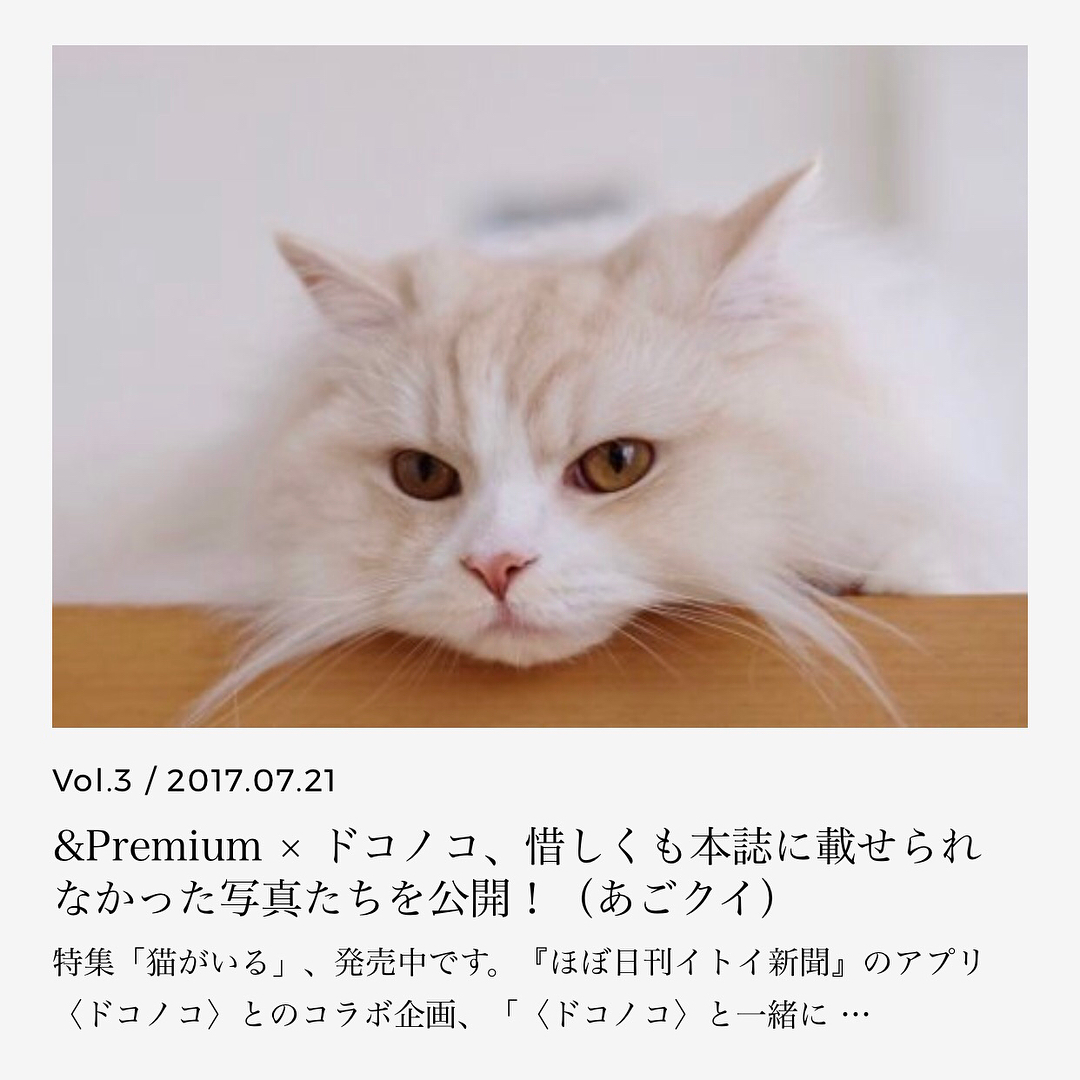 Vol.3 / 2017.07.21
&Premium × ドコノコ、惜しくも本誌に載せられ
なかった写真たちを公開！（あごクイ）
特集「猫がいる」、発売中です。『ほぼ日刊イトイ新聞』のアプリ
〈ドコノコ〉とのコラボ企画、「〈ドコノコ〉と一緒に …